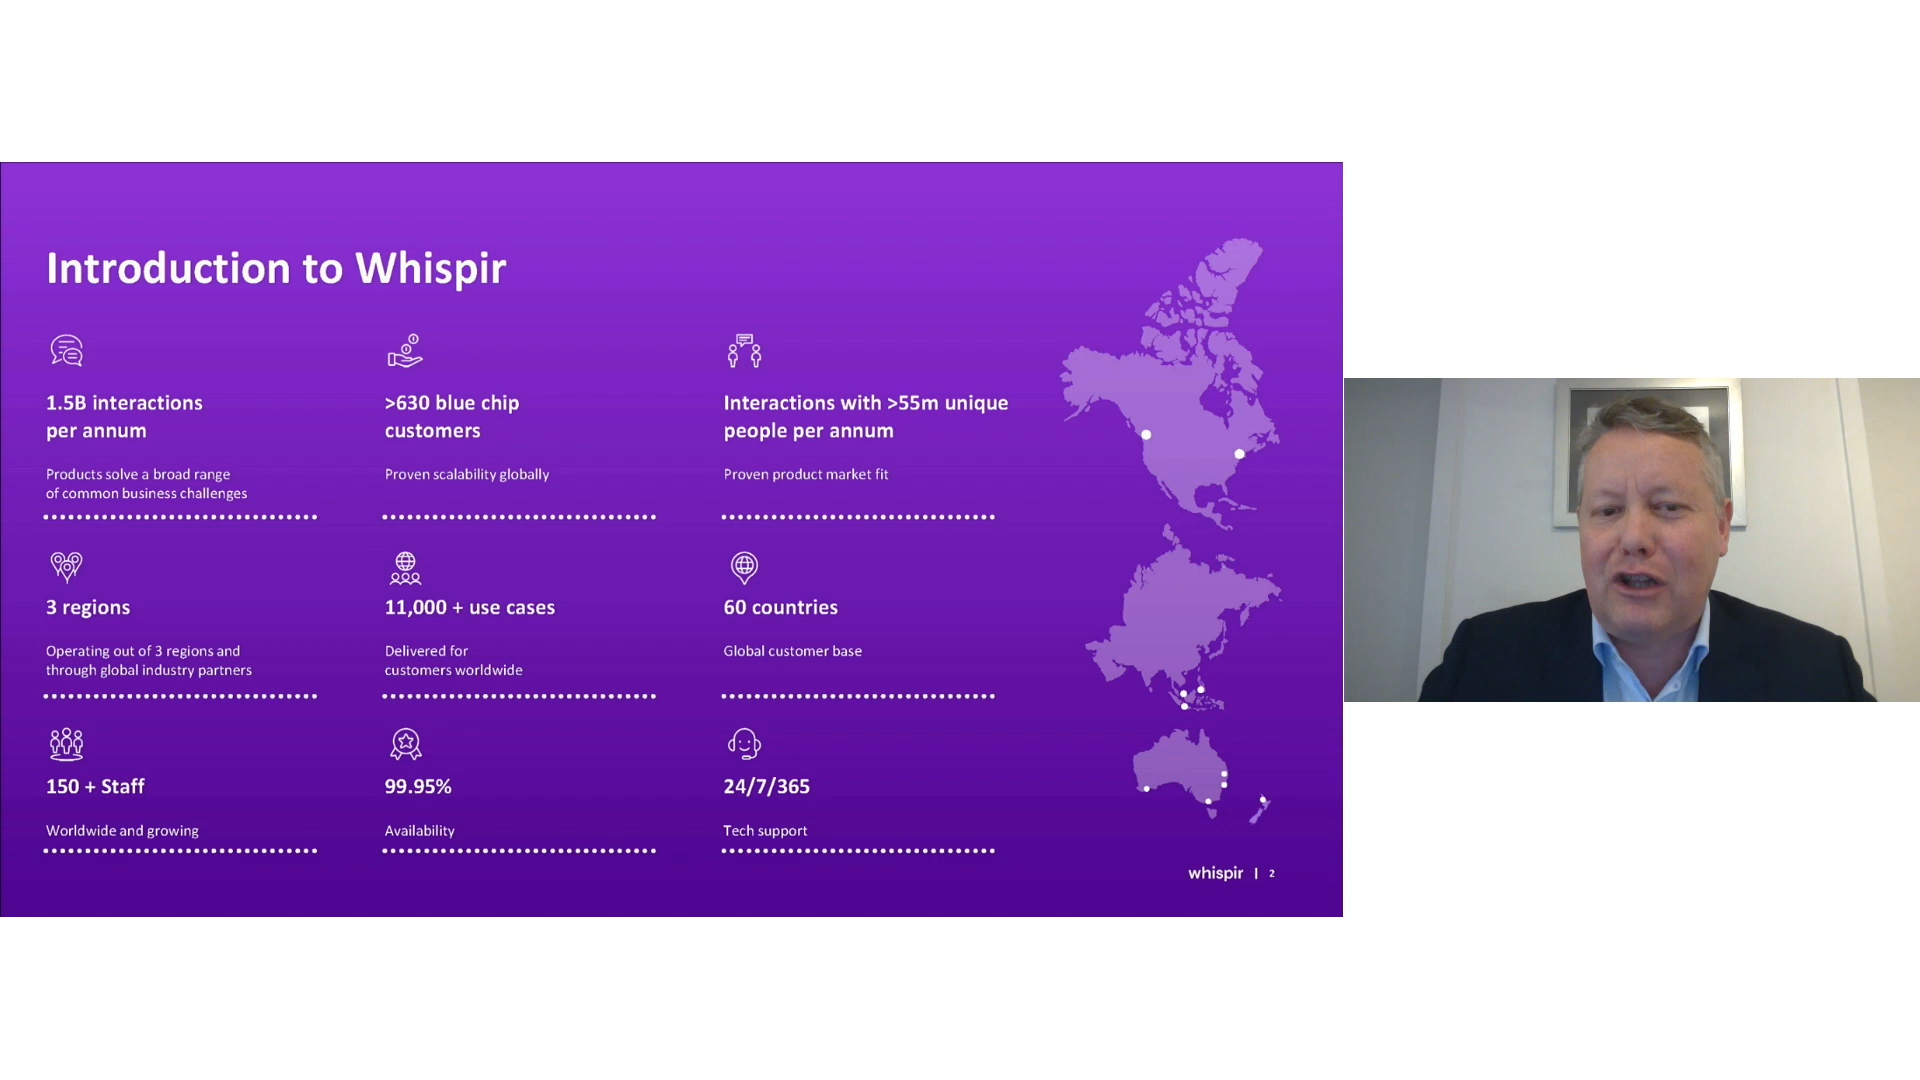 Introduction to Whispir
1.5B interactions
per annum
Products solve a broad range
of common business challenges
>630 blue chip
customers
Proven scalability globally
Interactions with >55m unique
people per annum
Proven product market fit
3 regions
Operating out of 3 regions and
through global industry partners
11,000 + use cases
Delivered for
customers worldwide
60 countries
Global customer base
150 + Staff
Worldwide and growing
99.95%
Availability
24/7/365
Tech support
whispir | 2